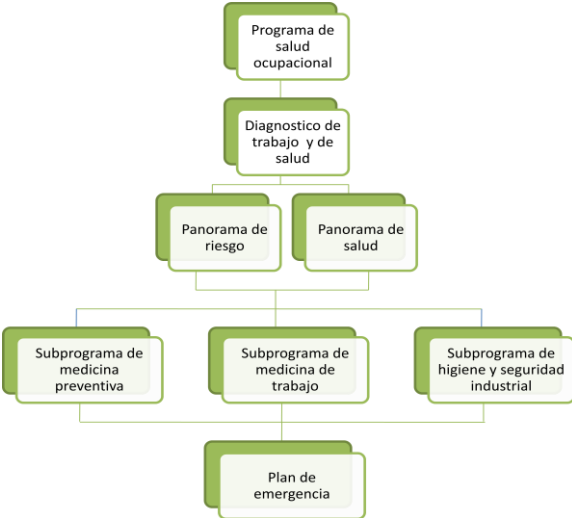 Programa de
salud
ocupacional
Diagnostico de
trabajo y de
salud
Panorama de
riesgo
Panorama de
salud
Subprograma de
medicina
preventiva
Subprograma de
medicina de
trabajo
Subprograma de
higiene y seguridad
industrial
Plan de
emergencia